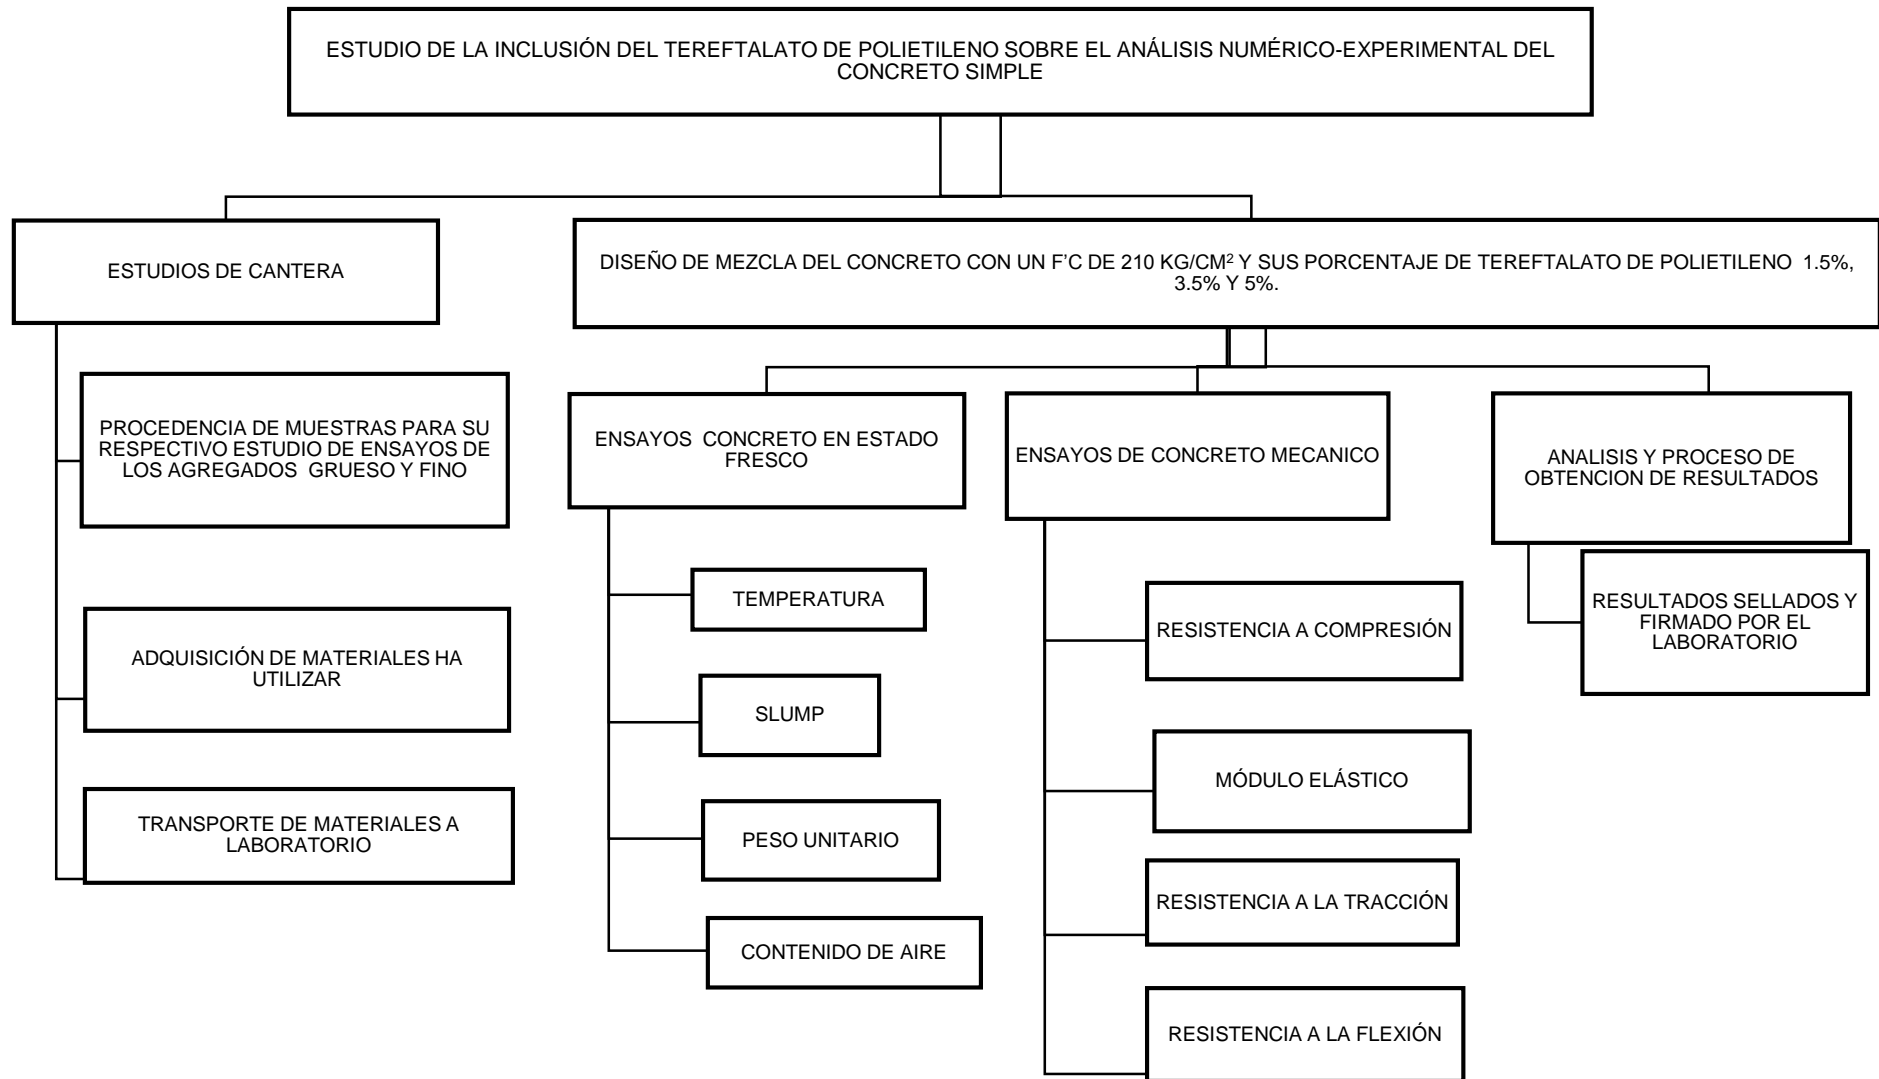 ESTUDIO DE LA INCLUSIÓN DEL TEREFTALATO DE POLIETILENO SOBRE EL ANÁLISIS NUMÉRICO-EXPERIMENTAL DEL
CONCRETO SIMPLE
ESTUDIOS DE CANTERA
DISEÑO DE MEZCLA DEL CONCRETO CON UN F'C DE 210 KG/CM² Y SUS PORCENTAJE DE TEREFTALATO DE POLIETILENO  1.5%,
3.5% Y 5%.
PROCEDENCIA DE MUESTRAS PARA SU
RESPECTIVO ESTUDIO DE ENSAYOS DE
LOS AGREGADOS  GRUESO Y FINO
ADQUISICIÓN DE MATERIALES HA
UTILIZAR
TRANSPORTE DE MATERIALES A
LABORATORIO
ENSAYOS  CONCRETO EN ESTADO
FRESCO
TEMPERATURA
SLUMP
PESO UNITARIO
CONTENIDO DE AIRE
ENSAYOS DE CONCRETO MECANICO
RESISTENCIA A COMPRESIÓN
MÓDULO ELÁSTICO
RESISTENCIA A LA TRACCIÓN
RESISTENCIA A LA FLEXIÓN
ANALISIS Y PROCESO DE
OBTENCION DE RESULTADOS
RESULTADOS SELLADOS Y
FIRMADO POR EL
LABORATORIO